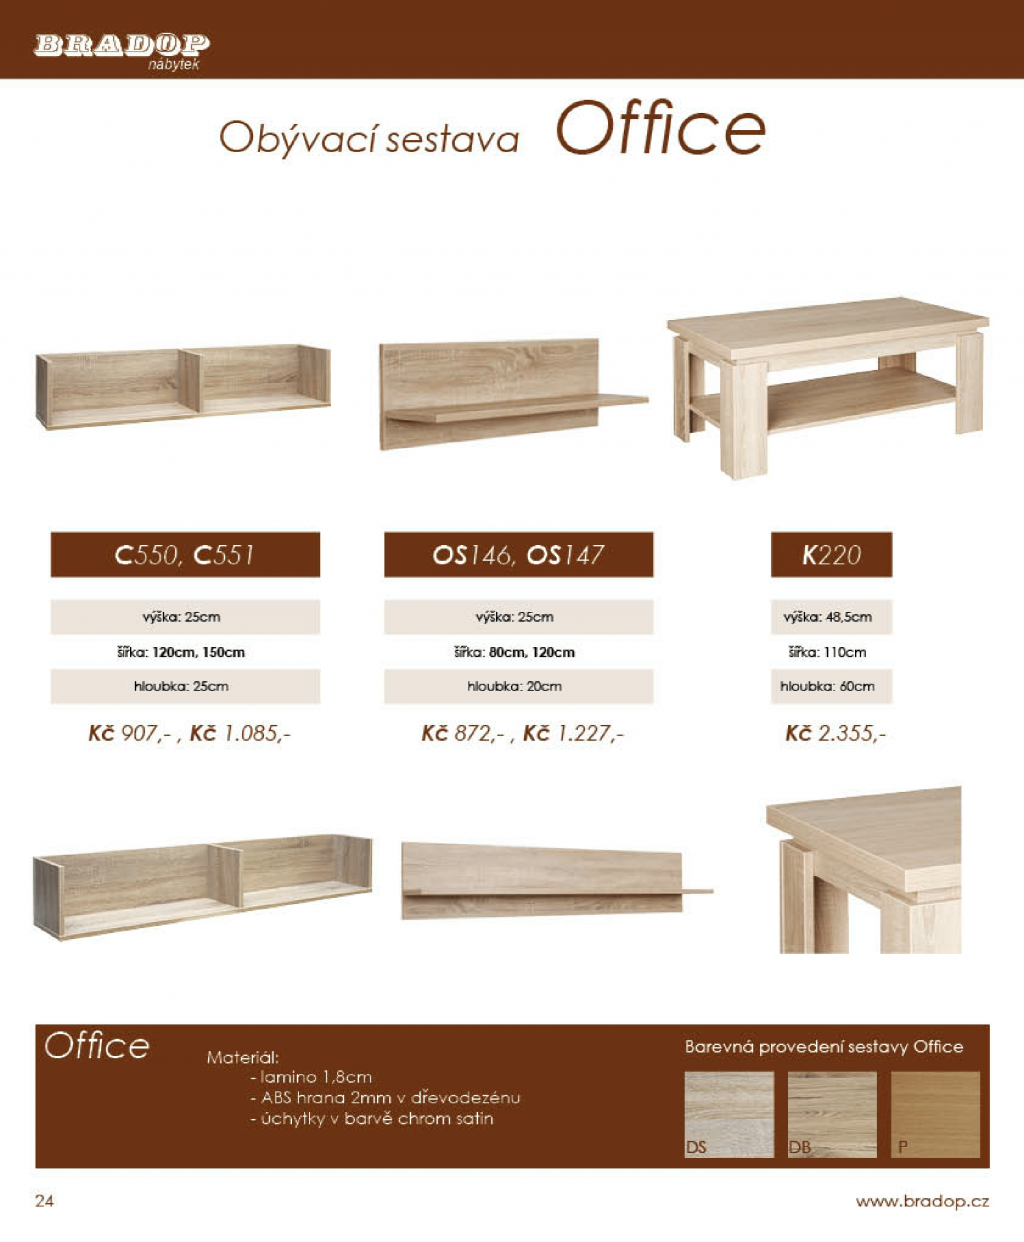 BRADOP
nábytek
Obývací sestava Office
C550, C551
výška: 25cm
šířka: 120cm, 150cm
hloubka: 25cm
Kč 907,- , Kč 1.085,-
OS146, OS147
výška: 25cm
šířka: 80cm, 120cm
hloubka: 20cm
Kč 872,- , Kč 1.227,-
K220
výška: 48,5cm
šířka: 110cm
hloubka: 60cm
Kč 2.355,-
Office
Materiál:
- lamino 1,8cm
- ABS hrana 2mm v dřevodezénu
- úchytky v barvě chrom satin
Barevná provedení sestavy Office
DS DB P
24 www.bradop.cz